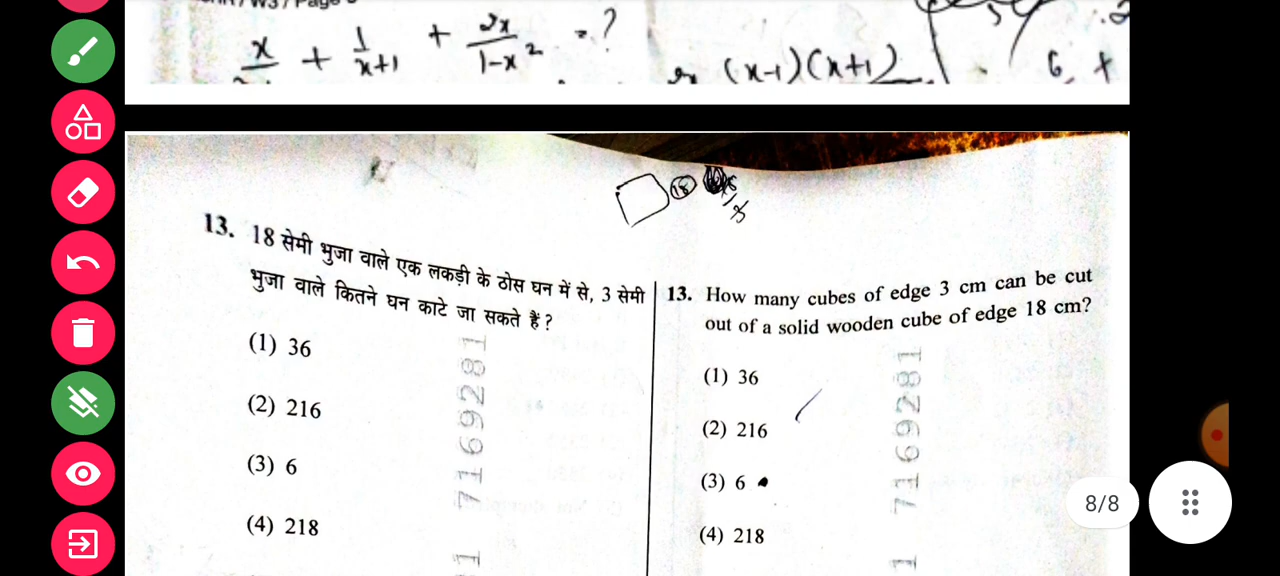 x + 1/x+1 + 2x/1-x² = ?
(x-1)(x+1)
18
13. 18 सेमी भुजा वाले एक लकड़ी के ठोस घन में से, 3 सेमी
भुजा वाले कितने घन काटे जा सकते हैं?
(1) 36
(2) 216
(3) 6
(4) 218
7169281
13. How many cubes of edge 3 cm can be cut
out of a solid wooden cube of edge 18 cm?
(1) 36
(2) 216
(3) 6
(4) 218
7169281
8/8